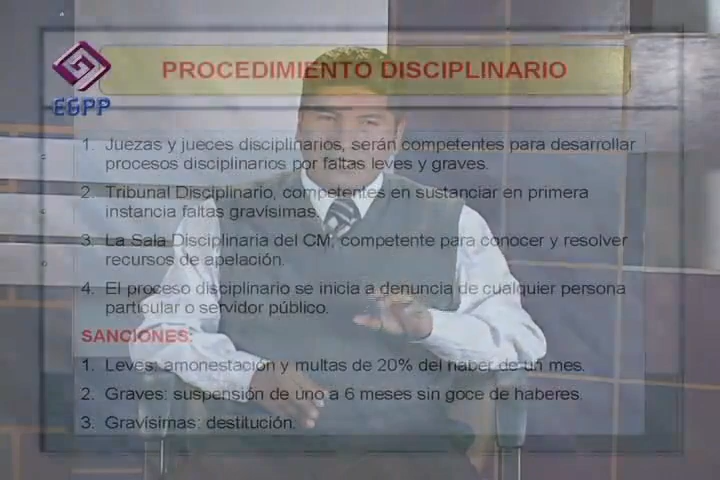 EGPP
PROCEDIMIENTO DISCIPLINARIO
1. Juezas y jueces disciplinarios, serán competentes para desarrollar
procesos disciplinarios por faltas leves y graves.
2. Tribunal Disciplinario, competentes en sustanciar en primera
instancia faltas gravísimas.
3. La Sala Disciplinaria del CM, competente para conocer y resolver
recursos de apelación.
4. El proceso disciplinario se inicia a denuncia de cualquier persona
particular o servidor público.
SANCIONES:
1. Leves: amonestación y multas de 20% del haber de un mes.
2. Graves: suspensión de uno a 6 meses sin goce de haberes.
3. Gravísimas: destitución.